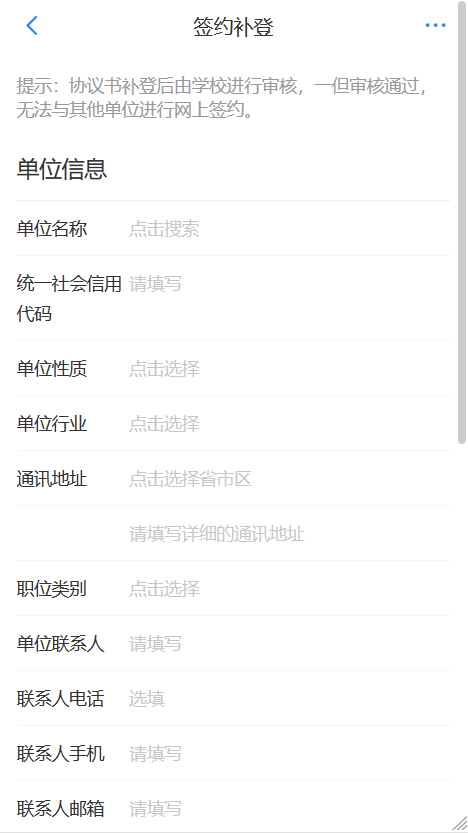 签约补登
提示：协议书补登后由学校进行审核，一但审核通过，
无法与其他单位进行网上签约。
单位信息
单位名称 点击搜索
统一社会信用 请填写
代码
单位性质 点击选择
单位行业 点击选择
通讯地址 点击选择省市区
请填写详细的通讯地址
职位类别 点击选择
单位联系人 请填写
联系人电话 选填
联系人手机 请填写
联系人邮箱 请填写